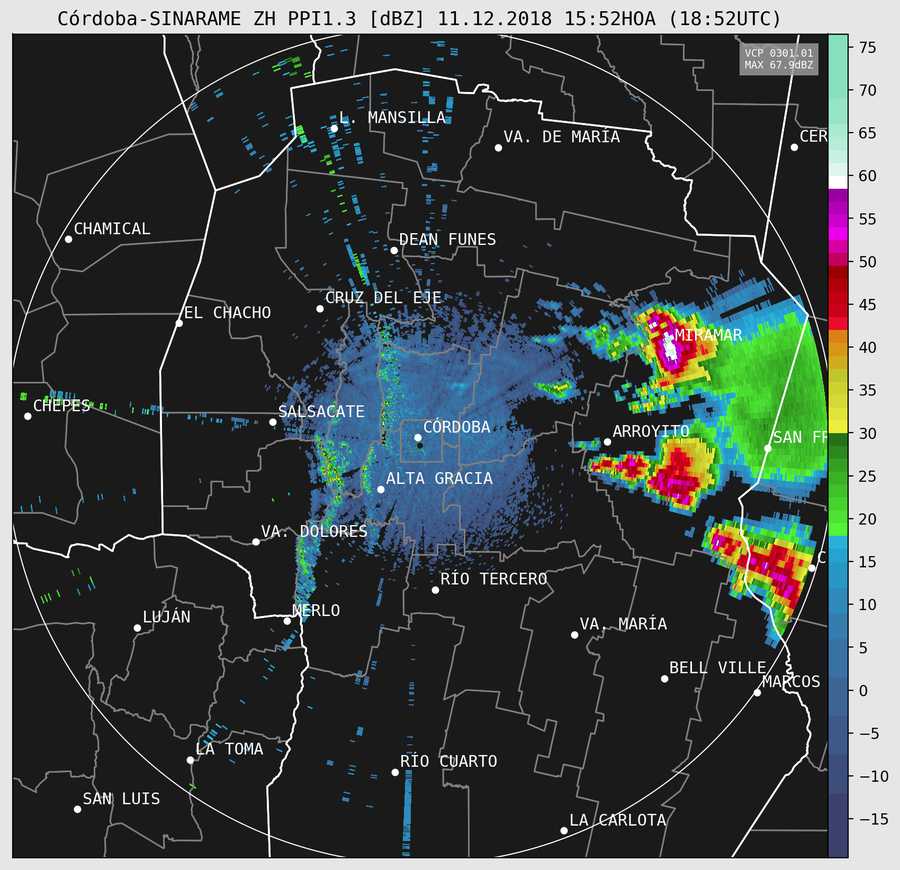 Córdoba-SINARAME ZH PPI1.3 [dBZ] 11.12.2018 15:52HOA (18:52UTC)
VCP 0301.01
MAX 67.9dBZ
75
70
65
60
55
50
45
40
35
30
25
20
15
10
5
0
−5
−10
−15
L. MANSILLA
VA. DE MARÍA
CER
CHAMICAL
DEAN FUNES
CRUZ DEL EJE
EL CHACHO
MIRAMAR
CHEPES
SALSACATE
CÓRDOBA
ARROYITO
SAN FR
ALTA GRACIA
VA. DOLORES
C
RÍO TERCERO
MERLO
LUJÁN
VA. MARÍA
BELL VILLE
MARCOS
LA TOMA
RÍO CUARTO
SAN LUIS
LA CARLOTA